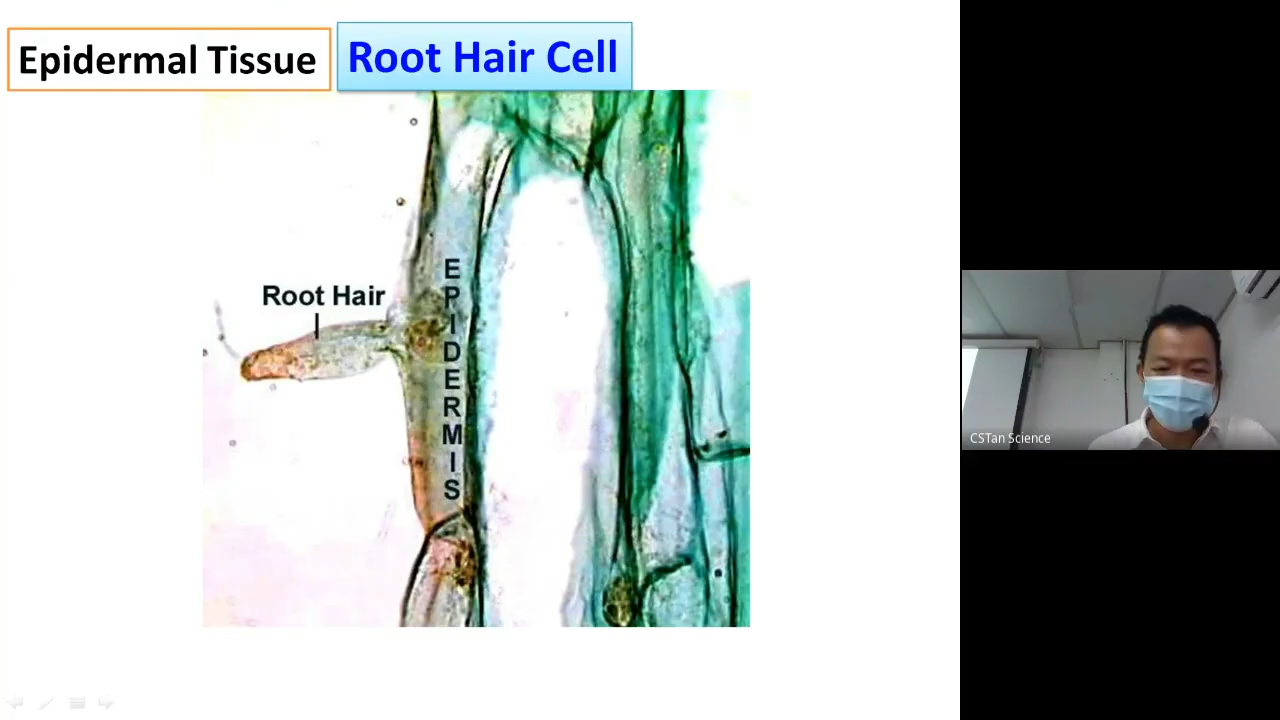 Epidermal Tissue
Root Hair Cell
Root Hair
EPIDERMIS
CSTan Science